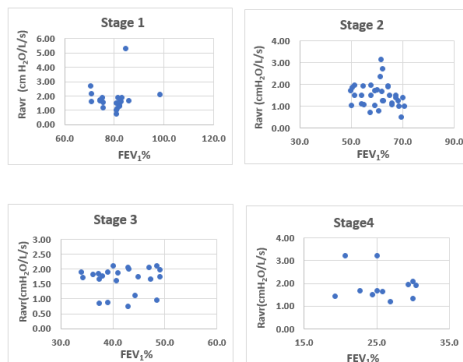 Stage 1
Ravr (cm H₂O/L/s)
6.00
5.00
4.00
3.00
2.00
1.00
0.00
60.0 80.0 100.0 120.0
FEV₁%
Stage 2
Ravr (cmH₂O/L/s)
4.00
3.00
2.00
1.00
0.00
30.0 50.0 70.0 90.0
FEV₁%
Stage 3
Ravr(cmH₂O/L/s)
3.00
2.50
2.00
1.50
1.00
0.50
0.00
30.0 40.0 50.0 60.0
FEV₁%
Stage4
Ravr(cmH₂O/L/s)
4.00
3.00
2.00
1.00
0.00
15.0 25.0 35.0
FEV₁%